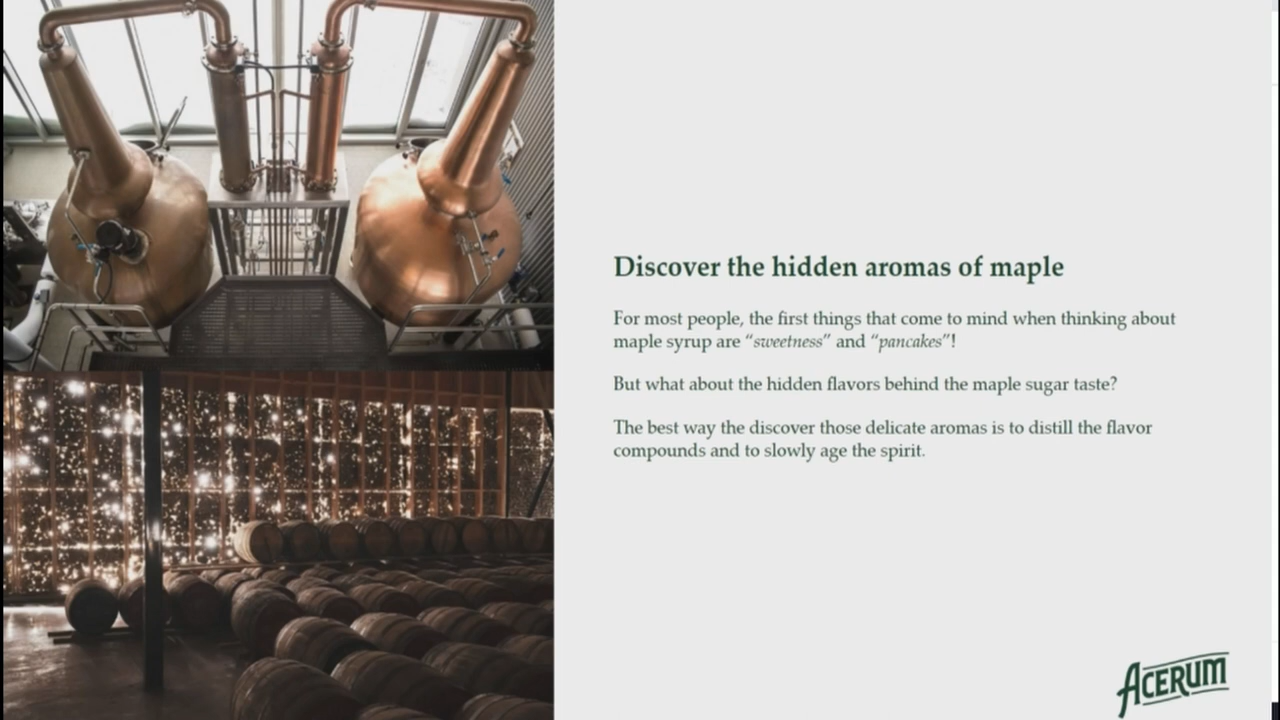 Discover the hidden aromas of maple
For most people, the first things that come to mind when thinking about
maple syrup are “sweetness” and “pancakes”!
But what about the hidden flavors behind the maple sugar taste?
The best way the discover those delicate aromas is to distill the flavor
compounds and to slowly age the spirit.
ACERUM